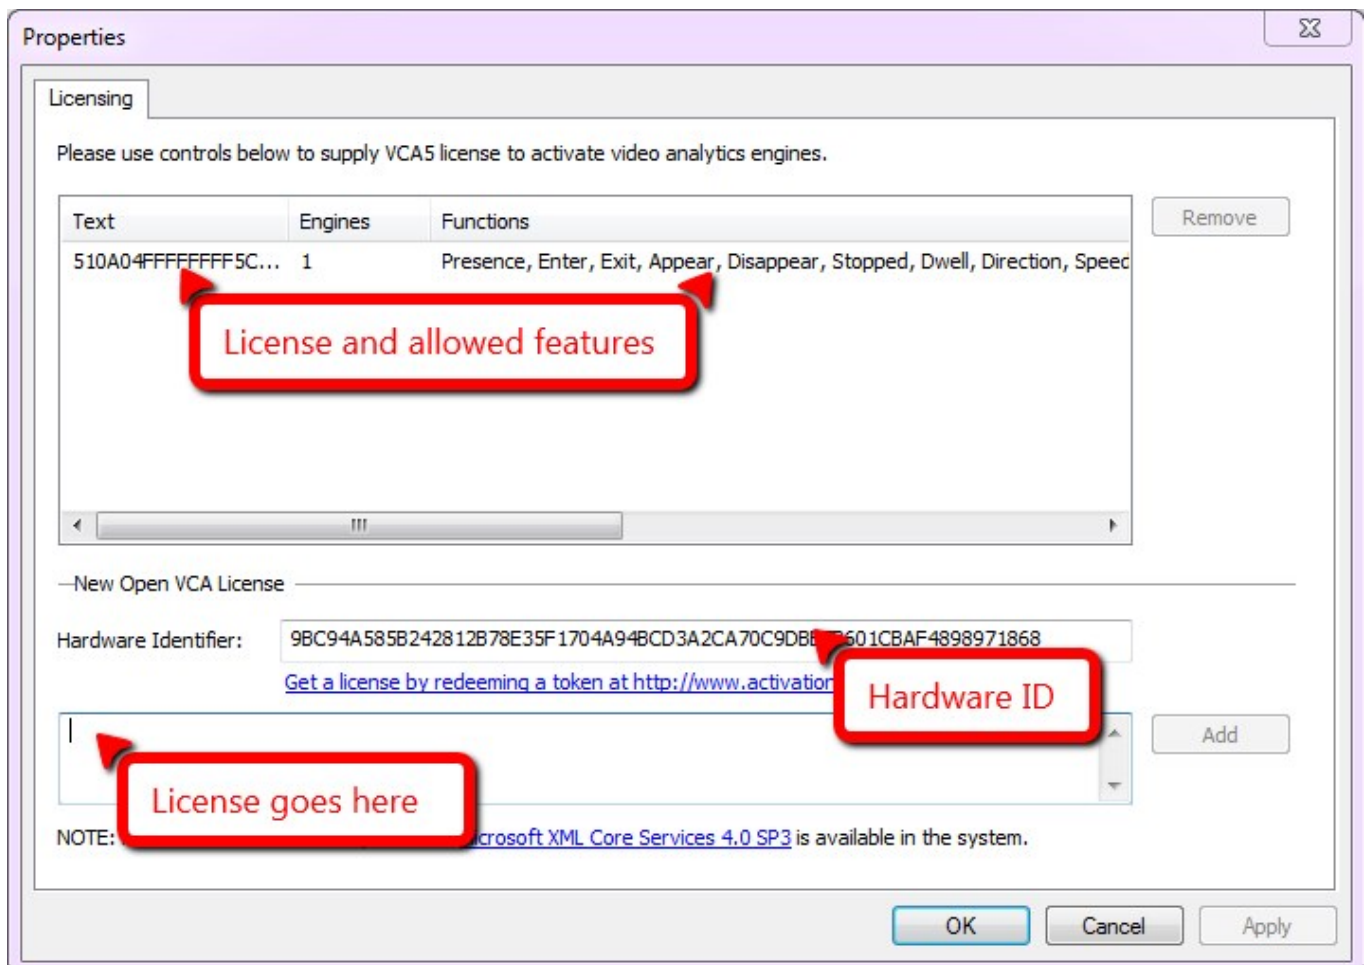 Properties
Licensing
Please use controls below to supply VCA5 license to activate video analytics engines.
Text Engines Functions
Remove
510A04FFFFFFFF5C... 1 Presence, Enter, Exit, Appear, Disappear, Stopped, Dwell, Direction, Speed
License and allowed features
New Open VCA License
Hardware Identifier: 9BC94A585B242812B78E35F1704A94BCD3A2CA70C9DB 601CBAF4898971868
Get a license by redeeming a token at http://www.activation
Hardware ID
Add
License goes here
NOTE: XML Core Services 4.0 SP3 is available in the system.
OK Cancel Apply